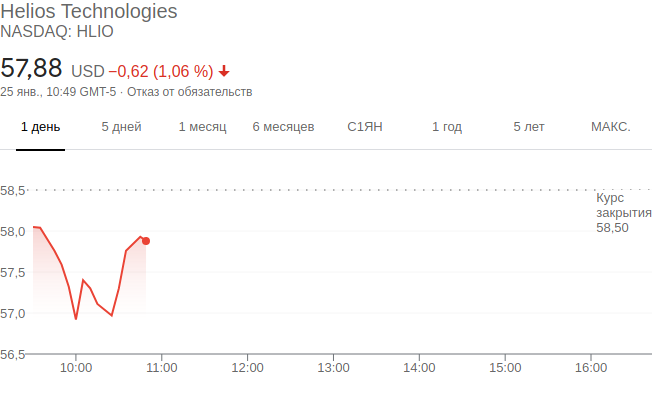 Helios Technologies
NASDAQ: HLIO
57,88 USD −0,62 (1,06 %)
25 янв., 10:49 GMT-5 · Отказ от обязательств
1 день 5 дней 1 месяц 6 месяцев С1ЯН 1 год 5 лет МАКС.
58,5
Курс
закрытия
58,50
58,0
57,5
57,0
56,5
10:00 11:00 12:00 13:00 14:00 15:00 16:00